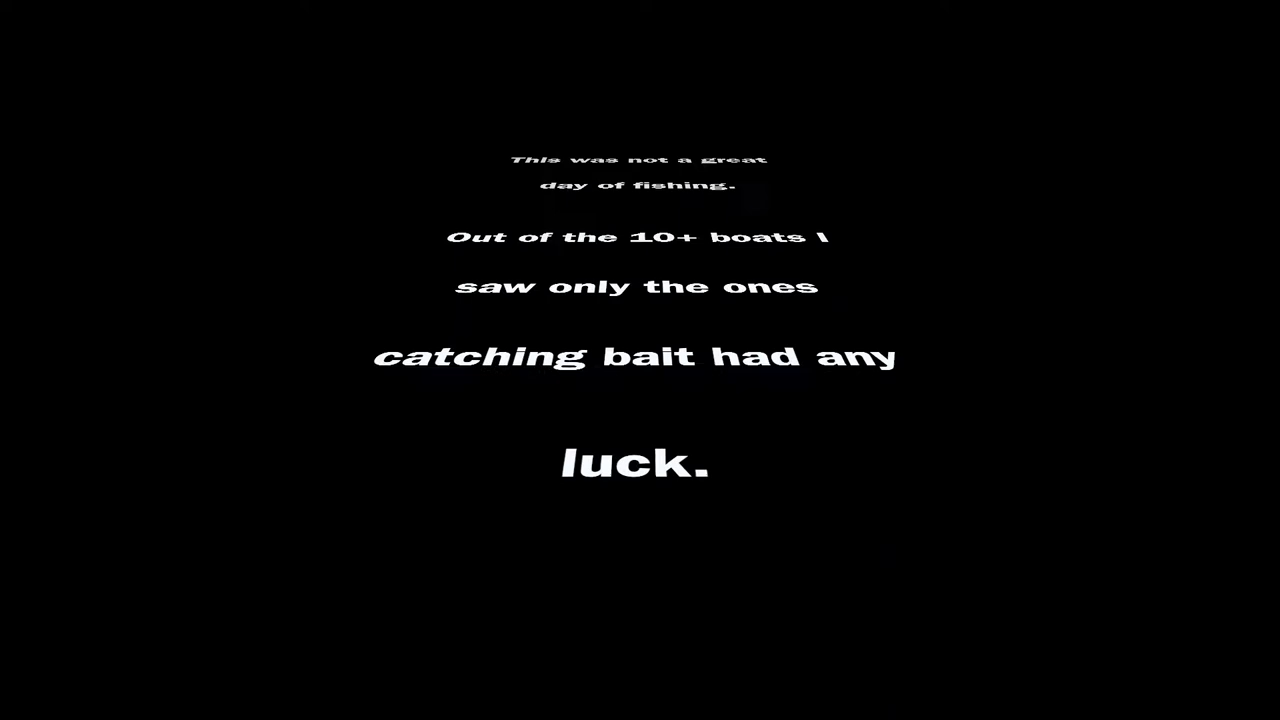 This was not a great
day of fishing.
Out of the 10+ boats I
saw only the ones
catching bait had any
luck.